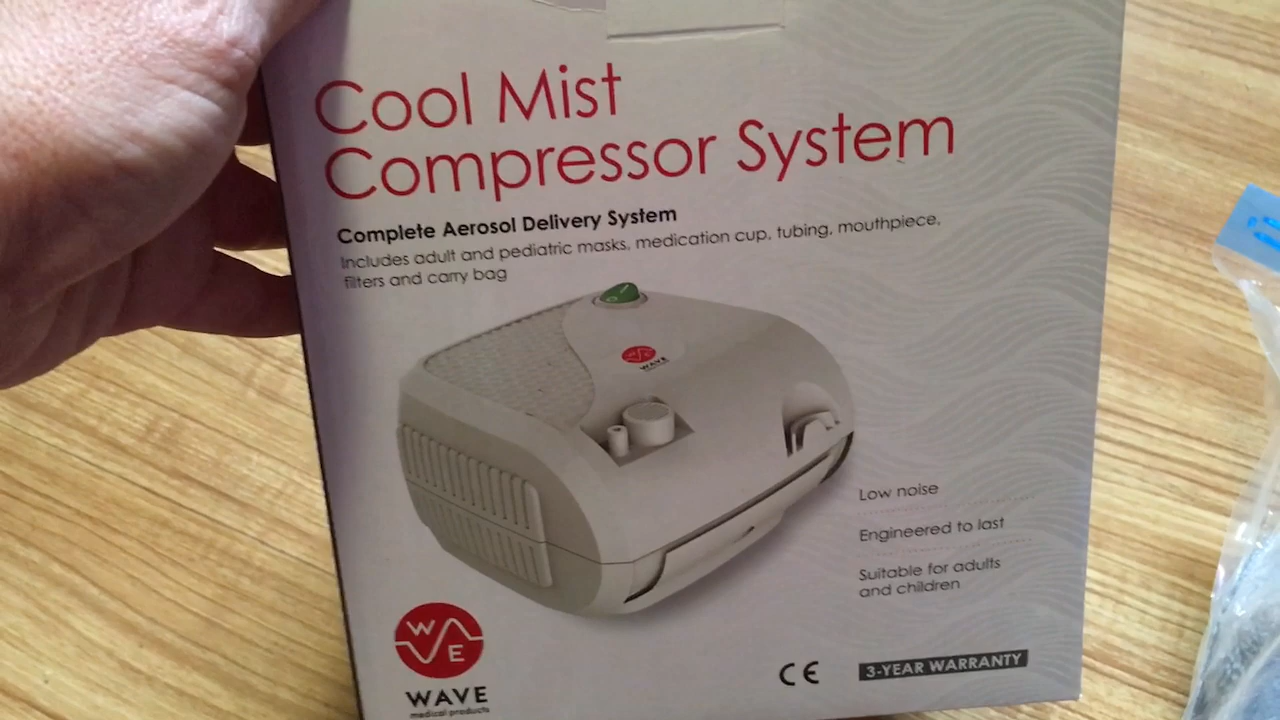 Cool Mist
Compressor System
Complete Aerosol Delivery System
Includes adult and pediatric masks, medication cup, tubing, mouthpiece,
filters and carry bag
WAVE
Low noise
Engineered to last
Suitable for adults
and children
W E
WAVE
medical products
CE
3-YEAR WARRANTY